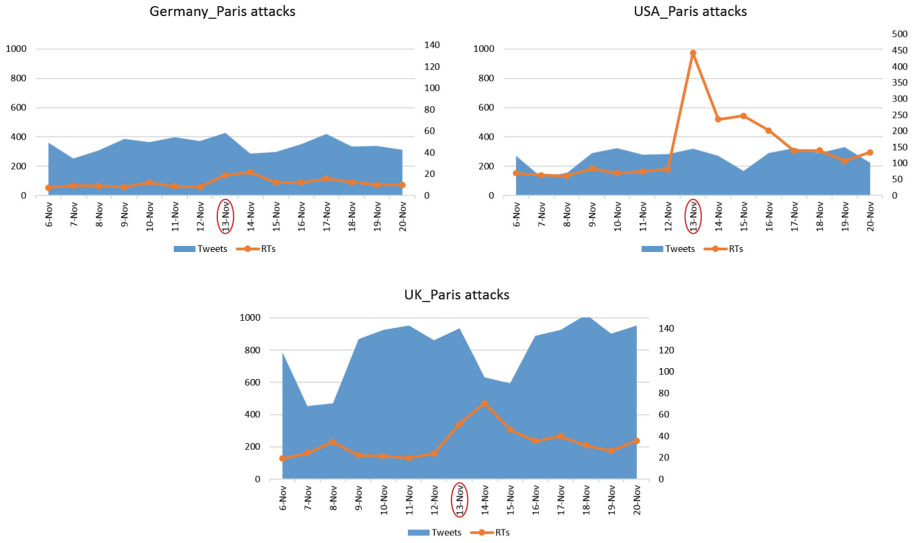 Germany_Paris attacks
1000
800
600
400
200
0
140
120
100
80
60
40
20
0
6-Nov
7-Nov
8-Nov
9-Nov
10-Nov
11-Nov
12-Nov
13-Nov
14-Nov
15-Nov
16-Nov
17-Nov
18-Nov
19-Nov
20-Nov
Tweets RTs
USA_Paris attacks
1000
800
600
400
200
0
500
450
400
350
300
250
200
150
100
50
0
6-Nov
7-Nov
8-Nov
9-Nov
10-Nov
11-Nov
12-Nov
13-Nov
14-Nov
15-Nov
16-Nov
17-Nov
18-Nov
19-Nov
20-Nov
Tweets RTs
UK_Paris attacks
1000
800
600
400
200
0
140
120
100
80
60
40
20
0
6-Nov
7-Nov
8-Nov
9-Nov
10-Nov
11-Nov
12-Nov
13-Nov
14-Nov
15-Nov
16-Nov
17-Nov
18-Nov
19-Nov
20-Nov
Tweets RTs